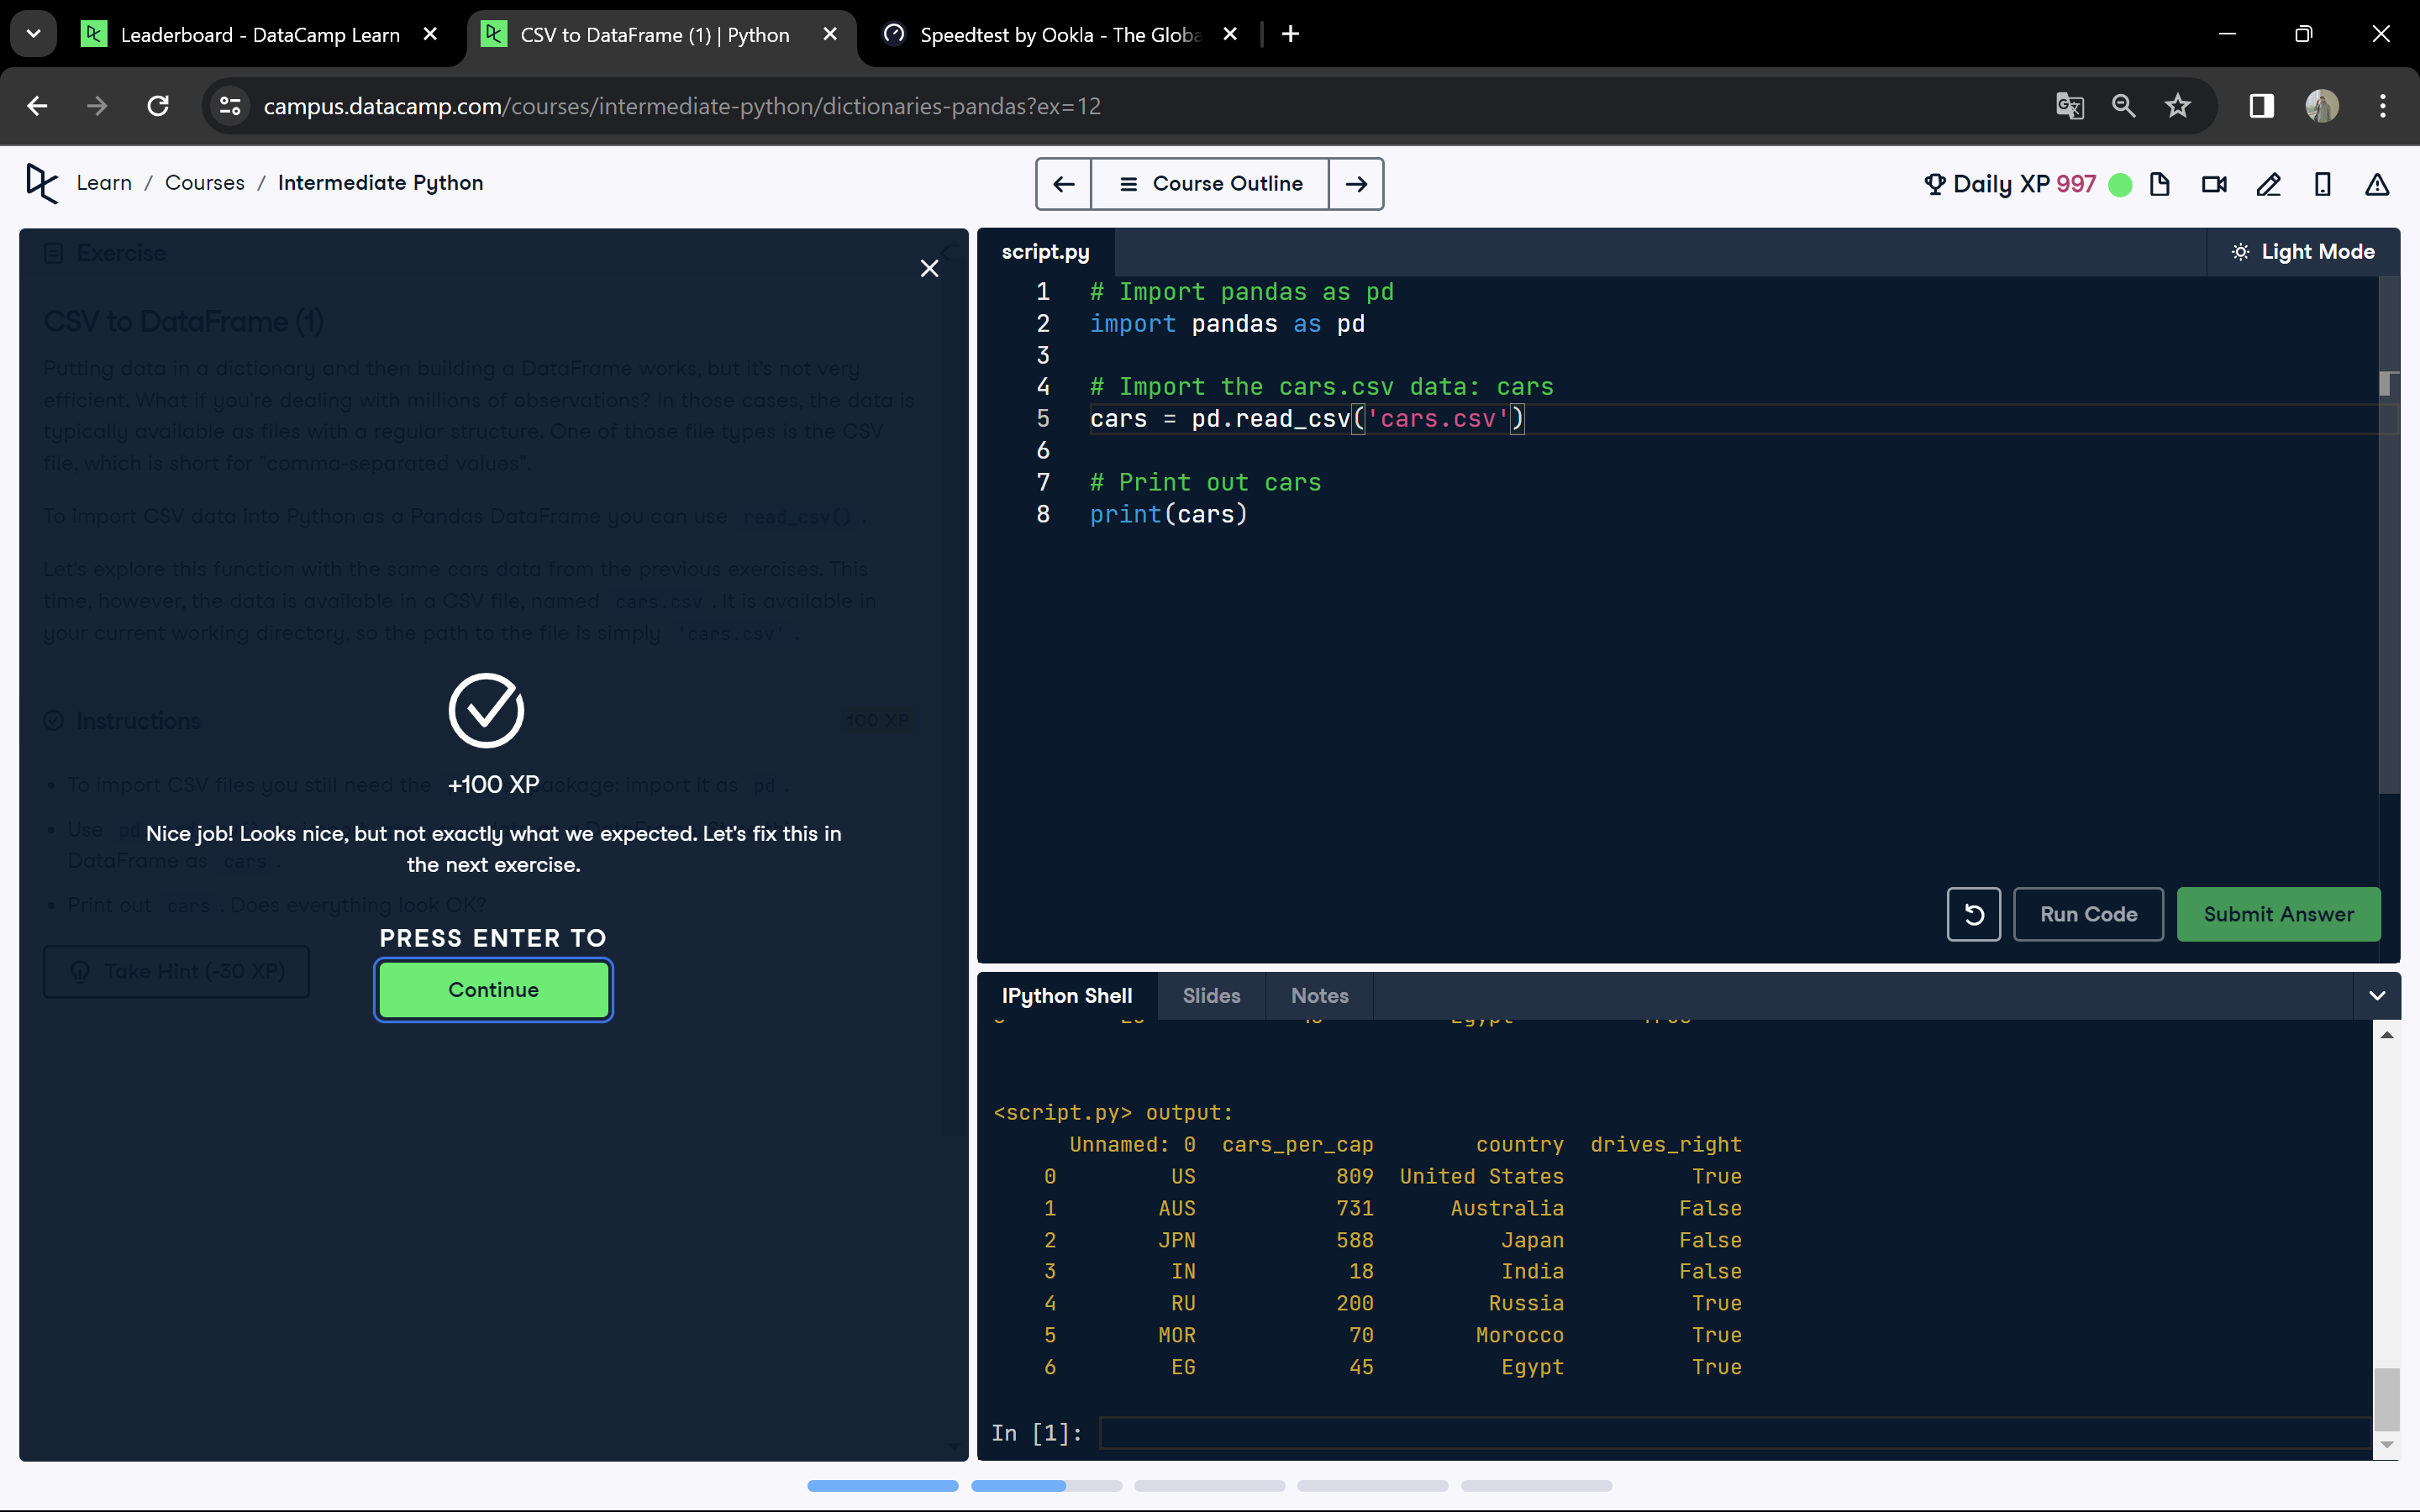 Leaderboard - DataCamp Learn
CSV to DataFrame (1) | Python
Speedtest by Ookla - The Globa
campus.datacamp.com/courses/intermediate-python/dictionaries-pandas?ex=12
Learn / Courses / Intermediate Python
Course Outline
Daily XP 997
Exercise
CSV to DataFrame (1)
Putting data in a dictionary and then building a DataFrame works, but it's not very
efficient. What if you're dealing with millions of observations? In those cases, the data is
typically available as files with a regular structure. One of those file types is the CSV
file, which is short for "comma-separated values".
To import CSV data into Python as a Pandas DataFrame you can use read_csv().
Let's explore this function with the same cars data from the previous exercises. This
time, however, the data is available in a CSV file, named cars.csv. It is available in
your current working directory, so the path to the file is simply 'cars.csv'.
Instructions
100 XP
To import CSV files you still need the package: import it as pd.
+100 XP
Use
Nice job! Looks nice, but not exactly what we expected. Let's fix this in
the next exercise.
DataFrame as cars.
Print out cars. Does everything look OK?
PRESS ENTER TO
Take Hint (-30 XP)
Continue
script.py
Light Mode
1 # Import pandas as pd
2 import pandas as pd
3
4 # Import the cars.csv data: cars
5 cars = pd.read_csv('cars.csv')
6
7 # Print out cars
8 print(cars)
Run Code
Submit Answer
IPython Shell
Slides
Notes
<script.py> output:
Unnamed: 0 cars_per_cap country drives_right
0 US 809 United States True
1 AUS 731 Australia False
2 JPN 588 Japan False
3 IN 18 India False
4 RU 200 Russia True
5 MOR 70 Morocco True
6 EG 45 Egypt True
In [1]: